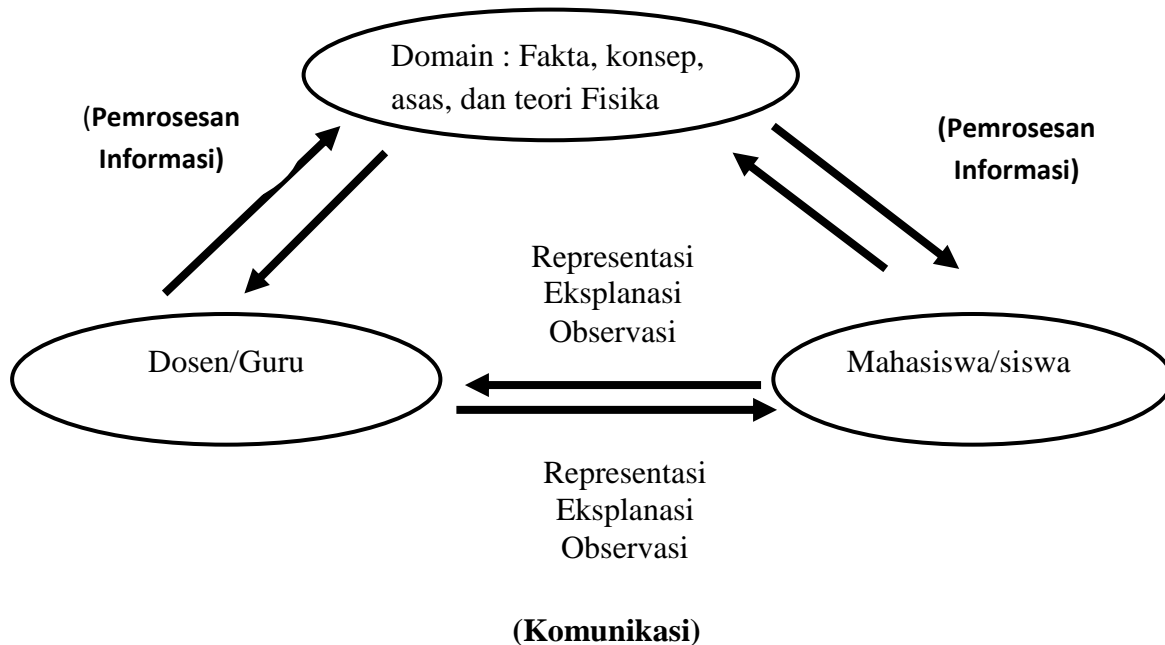 Domain : Fakta, konsep,
asas, dan teori Fisika
(Pemrosesan
Informasi)
(Pemrosesan
Informasi)
Representasi
Eksplanasi
Observasi
Dosen/Guru
Mahasiswa/siswa
Representasi
Eksplanasi
Observasi
(Komunikasi)